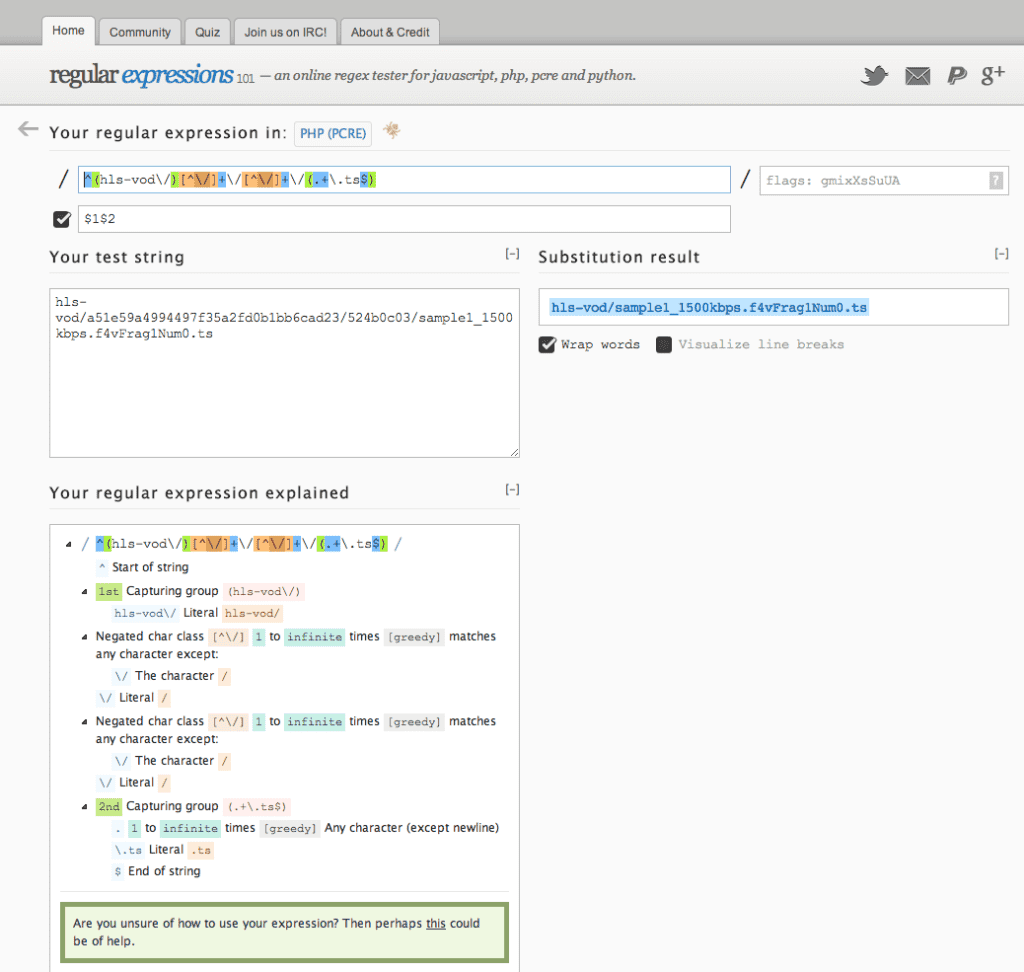 Home Community Quiz Join us on IRC! About & Credit
regular expressions 101 — an online regex tester for javascript, php, pcre and python.
g+
Your regular expression in: PHP (PCRE)
/ ^(hls-vod\/)[^\/]+\/[^\/]+\/(.+\.ts$) / flags: gmixXsSuUA ?
$1$2
Your test string [-]
hls-
vod/a51e59a4994497f35a2fd0b1bb6cad23/524b0c03/sample1_1500
kbps.f4vFrag1Num0.ts
Substitution result [-]
hls-vod/sample1_1500kbps.f4vFrag1Num0.ts
Wrap words Visualize line breaks
Your regular expression explained [-]
/ ^(hls-vod\/)[^\/]+\/[^\/]+\/(.+\.ts$) /
^ Start of string
1st Capturing group (hls-vod\/)
hls-vod\/ Literal hls-vod/
Negated char class [^\/] 1 to infinite times [greedy] matches
any character except:
\/ The character /
\/ Literal /
Negated char class [^\/] 1 to infinite times [greedy] matches
any character except:
\/ The character /
\/ Literal /
2nd Capturing group (.+\.ts$)
. 1 to infinite times [greedy] Any character (except newline)
\.ts Literal .ts
$ End of string
Are you unsure of how to use your expression? Then perhaps this could
be of help.